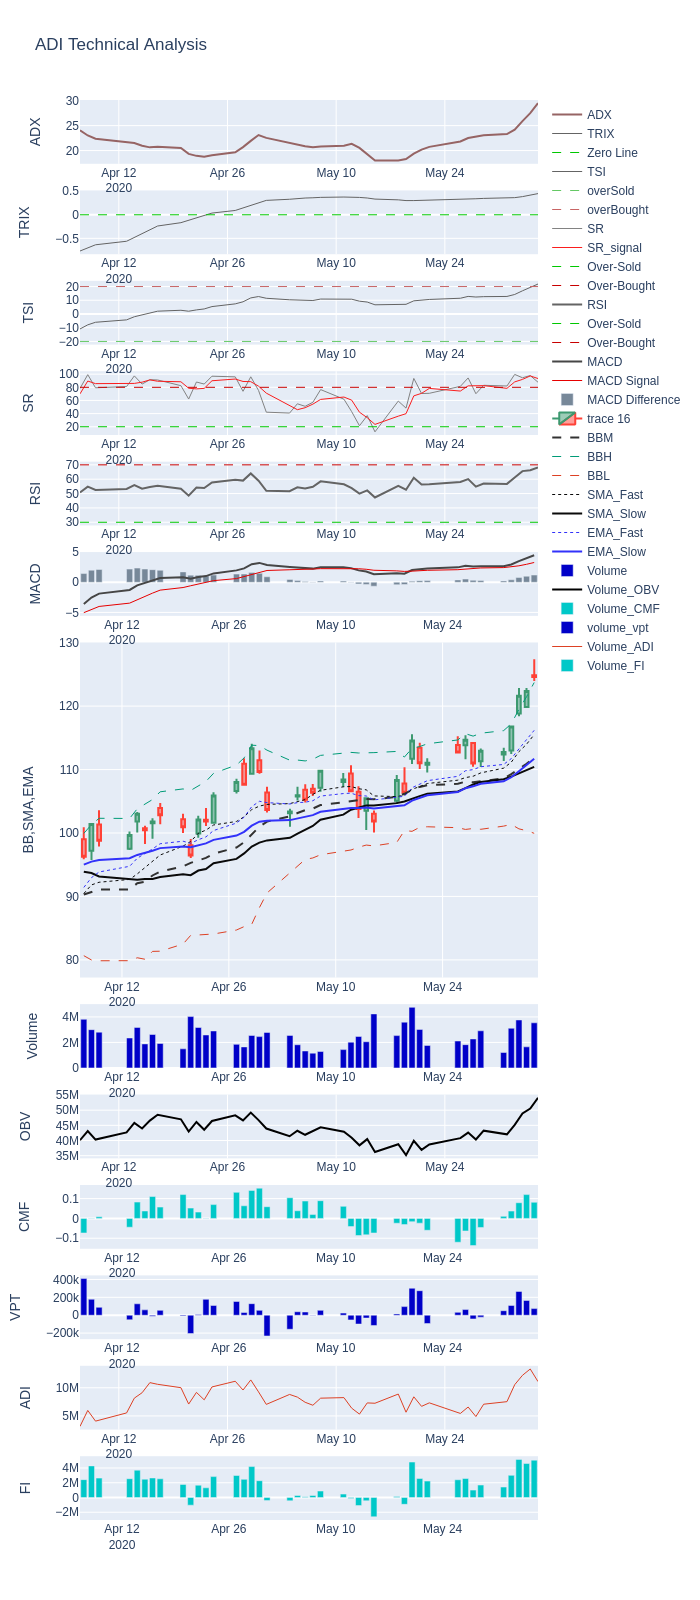 ADI Technical Analysis
ADX
30
25
20
Apr 12
2020
Apr 26
May 10
May 24
TRIX
0.5
0
−0.5
Apr 12
2020
Apr 26
May 10
May 24
TSI
20
10
0
−10
−20
Apr 12
2020
Apr 26
May 10
May 24
SR
100
80
60
40
20
Apr 12
2020
Apr 26
May 10
May 24
RSI
70
60
50
40
30
Apr 12
2020
Apr 26
May 10
May 24
MACD
5
0
−5
Apr 12
2020
Apr 26
May 10
May 24
BB,SMA,EMA
130
120
110
100
90
80
Apr 12
2020
Apr 26
May 10
May 24
Volume
4M
2M
0
Apr 12
2020
Apr 26
May 10
May 24
OBV
55M
50M
45M
40M
35M
Apr 12
2020
Apr 26
May 10
May 24
CMF
0.1
0
−0.1
Apr 12
2020
Apr 26
May 10
May 24
VPT
400k
200k
0
−200k
Apr 12
2020
Apr 26
May 10
May 24
ADI
10M
5M
Apr 12
2020
Apr 26
May 10
May 24
FI
4M
2M
0
−2M
Apr 12
2020
Apr 26
May 10
May 24
ADX
TRIX
Zero Line
TSI
overSold
overBought
SR
SR_signal
Over-Sold
Over-Bought
RSI
Over-Sold
Over-Bought
MACD
MACD Signal
MACD Difference
trace 16
BBM
BBH
BBL
SMA_Fast
SMA_Slow
EMA_Fast
EMA_Slow
Volume
Volume_OBV
Volume_CMF
volume_vpt
Volume_ADI
Volume_FI